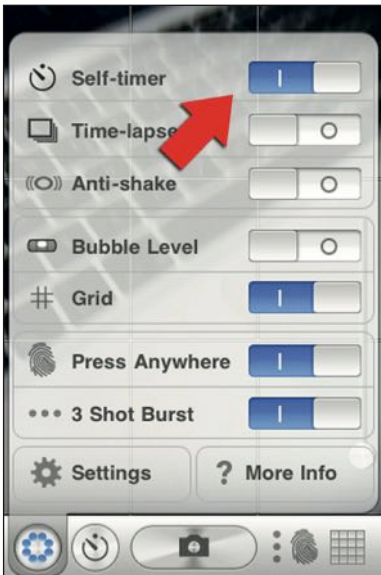 Self-timer
Time-lapse
Anti-shake
Bubble Level
Grid
Press Anywhere
3 Shot Burst
Settings
? More Info